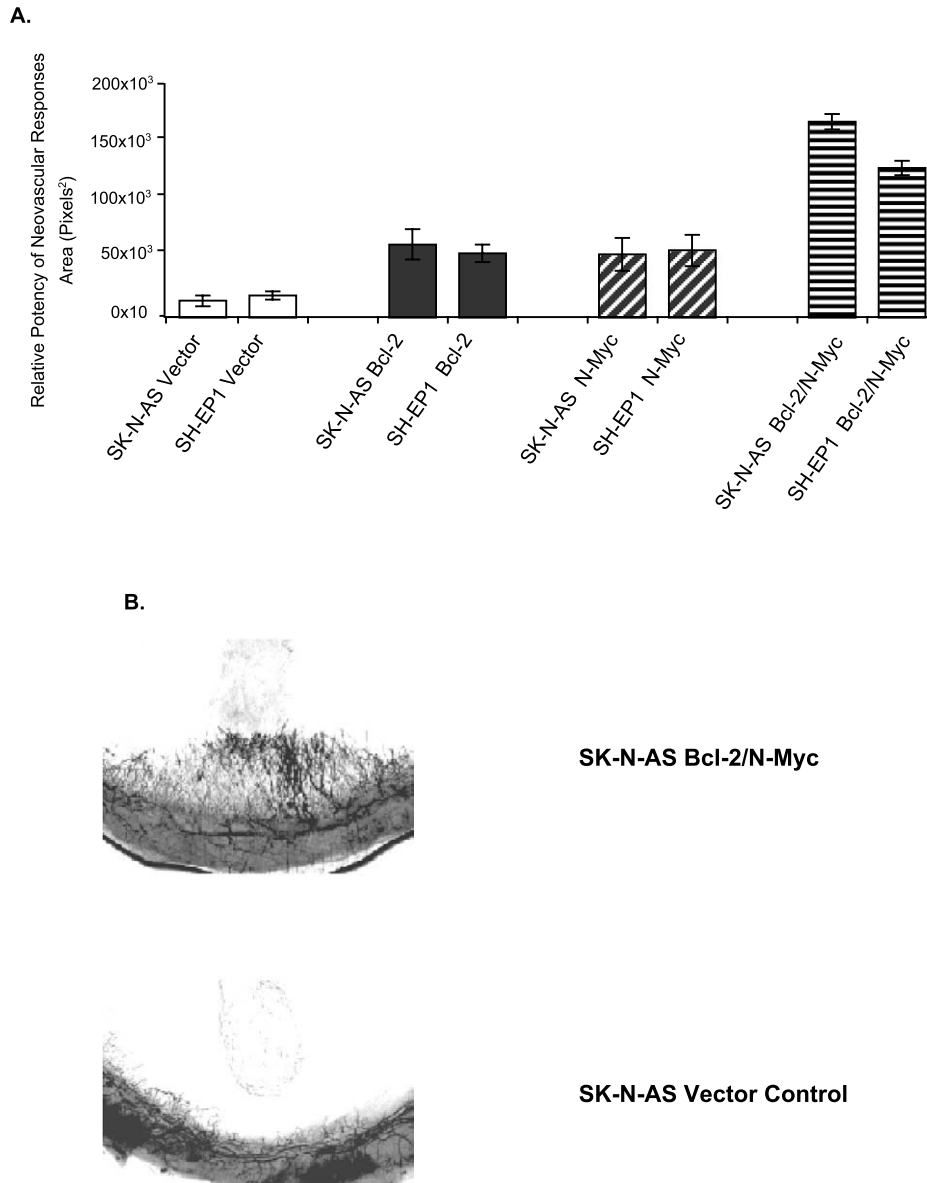 A.
Relative Potency of Neovascular Responses
Area (Pixels²)
200x10³
150x10³
100x10³
50x10³
0x10
SK-N-AS Vector
SH-EP1 Vector
SK-N-AS Bcl-2
SH-EP1 Bcl-2
SK-N-AS N-Myc
SH-EP1 N-Myc
SK-N-AS Bcl-2/N-Myc
SH-EP1 Bcl-2/N-Myc
B.
SK-N-AS Bcl-2/N-Myc
SK-N-AS Vector Control